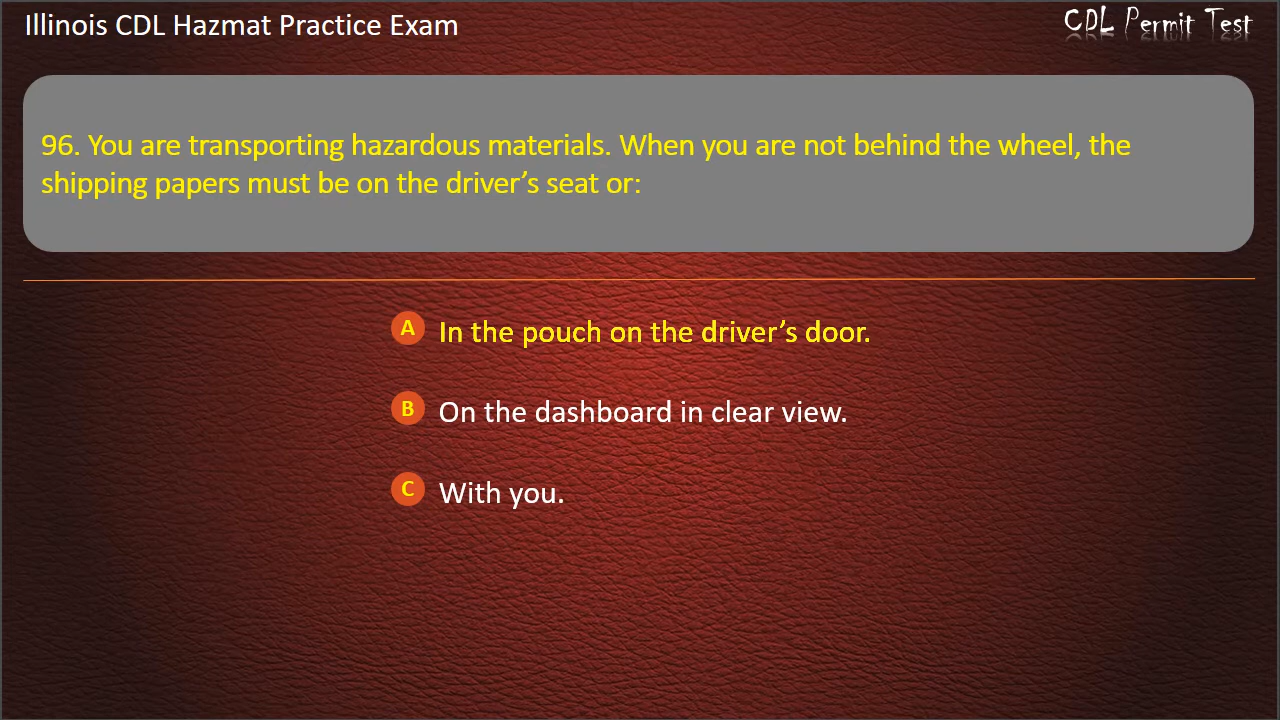 Illinois CDL Hazmat Practice Exam
CDL Permit Test
96. You are transporting hazardous materials. When you are not behind the wheel, the
shipping papers must be on the driver’s seat or:
A In the pouch on the driver’s door.
B On the dashboard in clear view.
C With you.